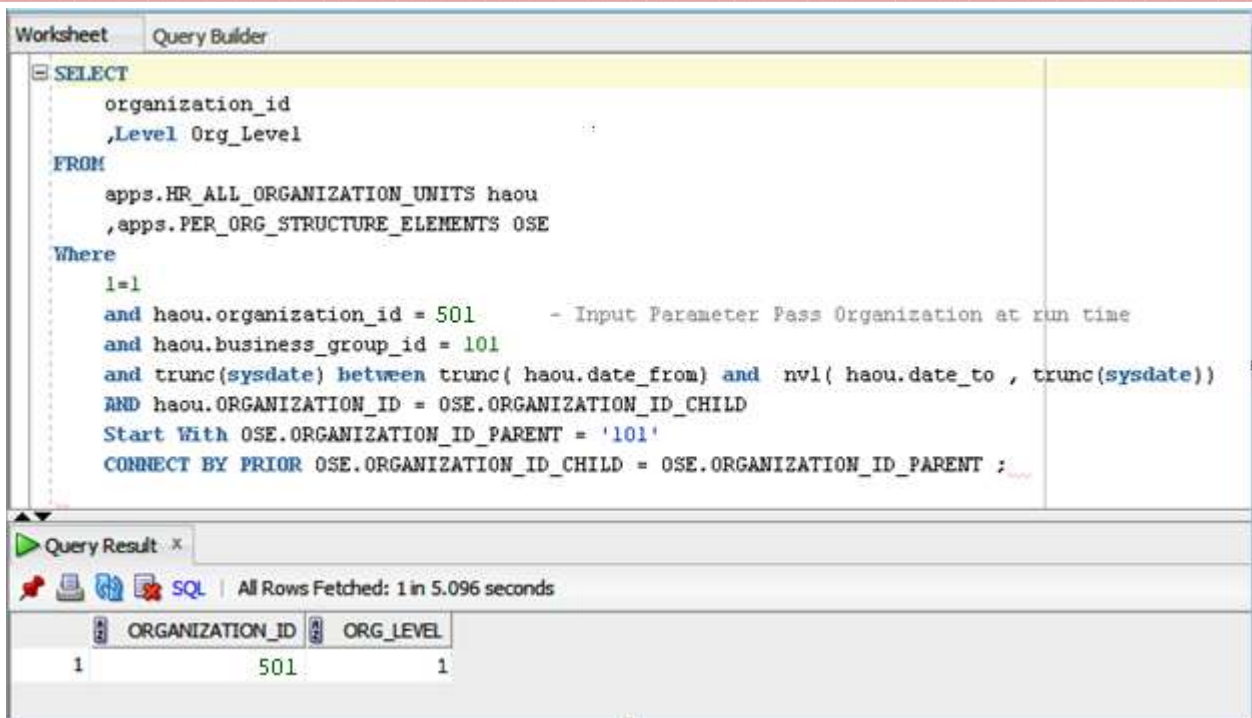 Worksheet Query Builder
SELECT
organization_id
,Level Org_Level
FROM
apps.HR_ALL_ORGANIZATION_UNITS haou
,apps.PER_ORG_STRUCTURE_ELEMENTS OSE
Where
1=1
and haou.organization_id = 501 - Input Parameter Pass Organization at run time
and haou.business_group_id = 101
and trunc(sysdate) between trunc( haou.date_from) and nvl( haou.date_to , trunc(sysdate))
AND haou.ORGANIZATION_ID = OSE.ORGANIZATION_ID_CHILD
Start With OSE.ORGANIZATION_ID_PARENT = '101'
CONNECT BY PRIOR OSE.ORGANIZATION_ID_CHILD = OSE.ORGANIZATION_ID_PARENT ;
Query Result x
SQL | All Rows Fetched: 1 in 5.096 seconds
ORGANIZATION_ID ORG_LEVEL
1 501 1